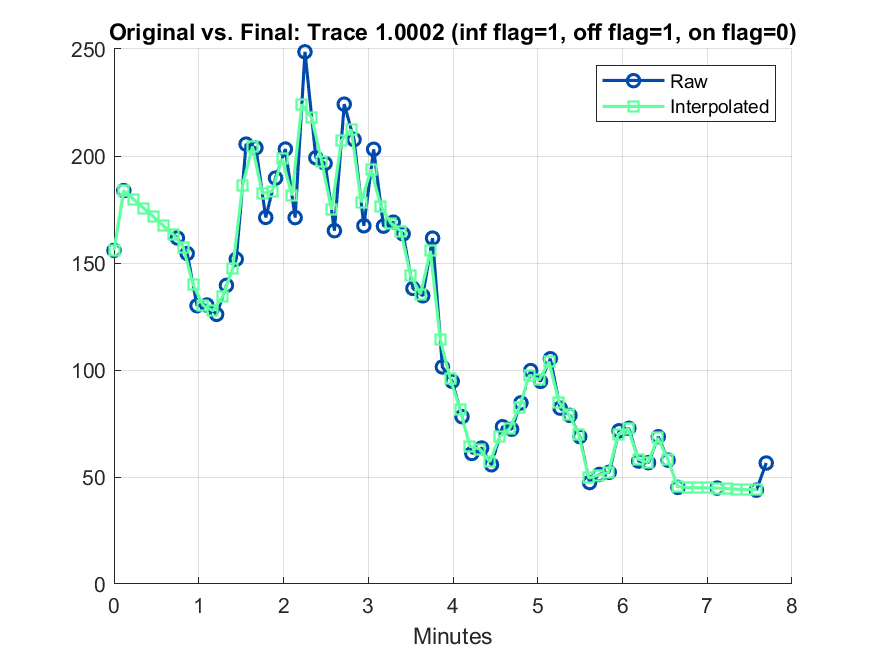 Original vs. Final: Trace 1.0002 (inf flag=1, off flag=1, on flag=0)
250
200
150
100
50
0
Raw
Interpolated
0 1 2 3 4 5 6 7 8
Minutes